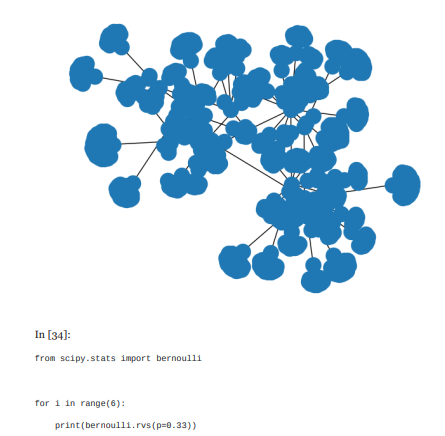 In [34]:
from scipy.stats import bernoulli
for i in range(6):
    print(bernoulli.rvs(p=0.33))